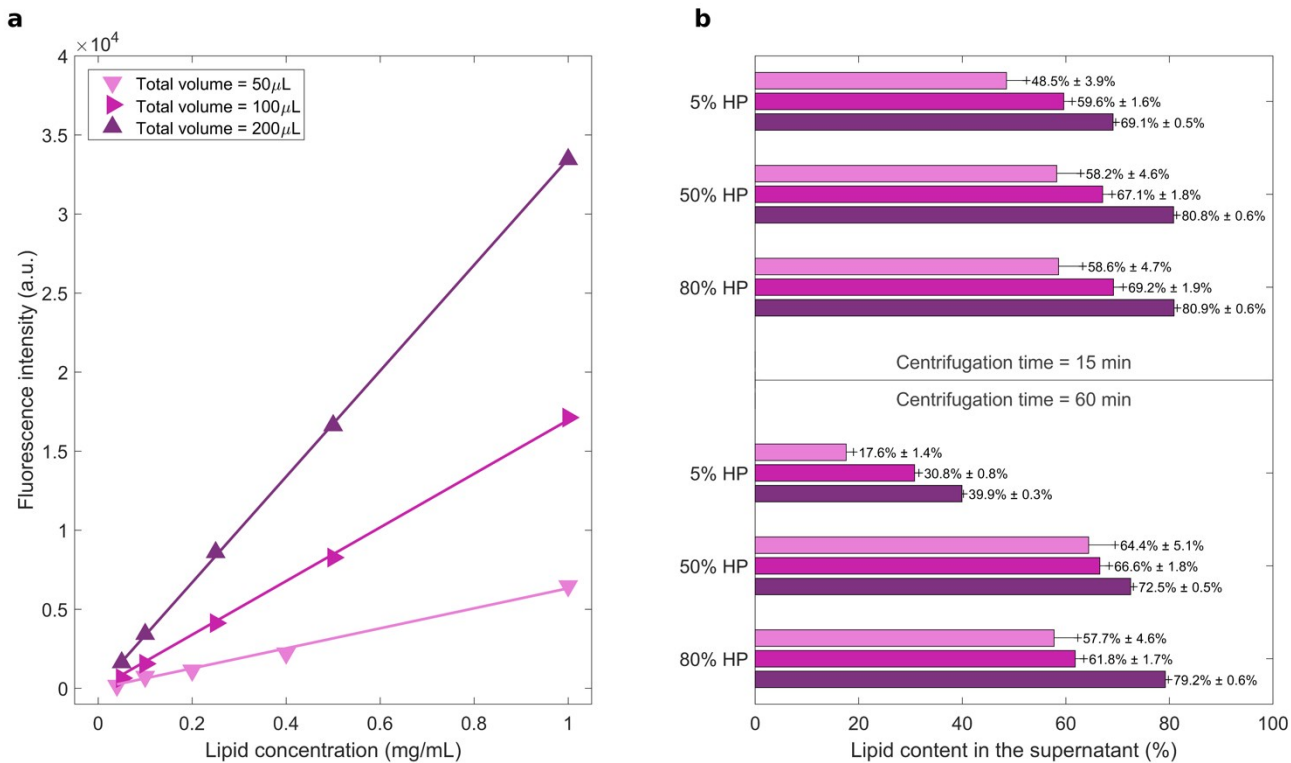 a
×10⁴
4
3.5
3
2.5
2
1.5
1
0.5
0
Fluorescence intensity (a.u.)
Total volume = 50μL
Total volume = 100μL
Total volume = 200μL
0 0.2 0.4 0.6 0.8 1
Lipid concentration (mg/mL)
b
5% HP
48.5% ± 3.9%
59.6% ± 1.6%
69.1% ± 0.5%
50% HP
58.2% ± 4.6%
67.1% ± 1.8%
80.8% ± 0.6%
80% HP
58.6% ± 4.7%
69.2% ± 1.9%
80.9% ± 0.6%
Centrifugation time = 15 min
Centrifugation time = 60 min
5% HP
17.6% ± 1.4%
30.8% ± 0.8%
39.9% ± 0.3%
50% HP
64.4% ± 5.1%
66.6% ± 1.8%
72.5% ± 0.5%
80% HP
57.7% ± 4.6%
61.8% ± 1.7%
79.2% ± 0.6%
0 20 40 60 80 100
Lipid content in the supernatant (%)